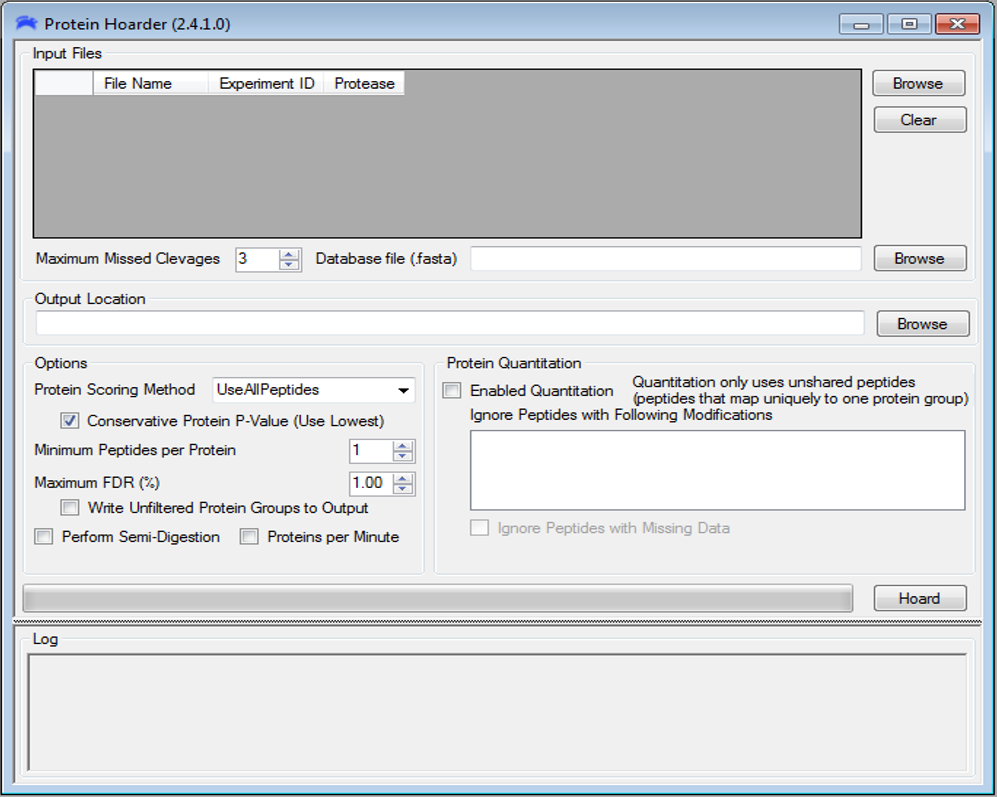 Protein Hoarder (2.4.1.0)
Input Files
File Name Experiment ID Protease
Browse
Clear
Maximum Missed Clevages 3 Database file (.fasta) Browse
Output Location
Browse
Options
Protein Scoring Method UseAllPeptides
Conservative Protein P-Value (Use Lowest)
Minimum Peptides per Protein 1
Maximum FDR (%) 1.00
Write Unfiltered Protein Groups to Output
Perform Semi-Digestion Proteins per Minute
Protein Quantitation
Enabled Quantitation
Quantitation only uses unshared peptides
(peptides that map uniquely to one protein group)
Ignore Peptides with Following Modifications
Ignore Peptides with Missing Data
Hoard
Log